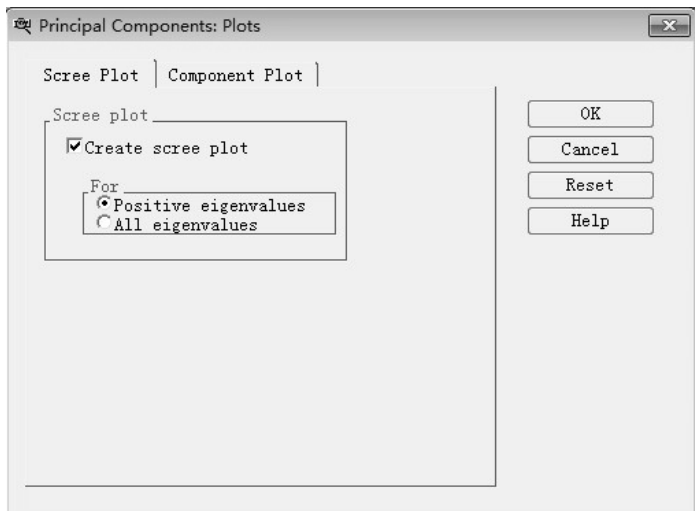 Principal Components: Plots
Scree Plot
Component Plot
Scree plot
Create scree plot
For
Positive eigenvalues
All eigenvalues
OK
Cancel
Reset
Help